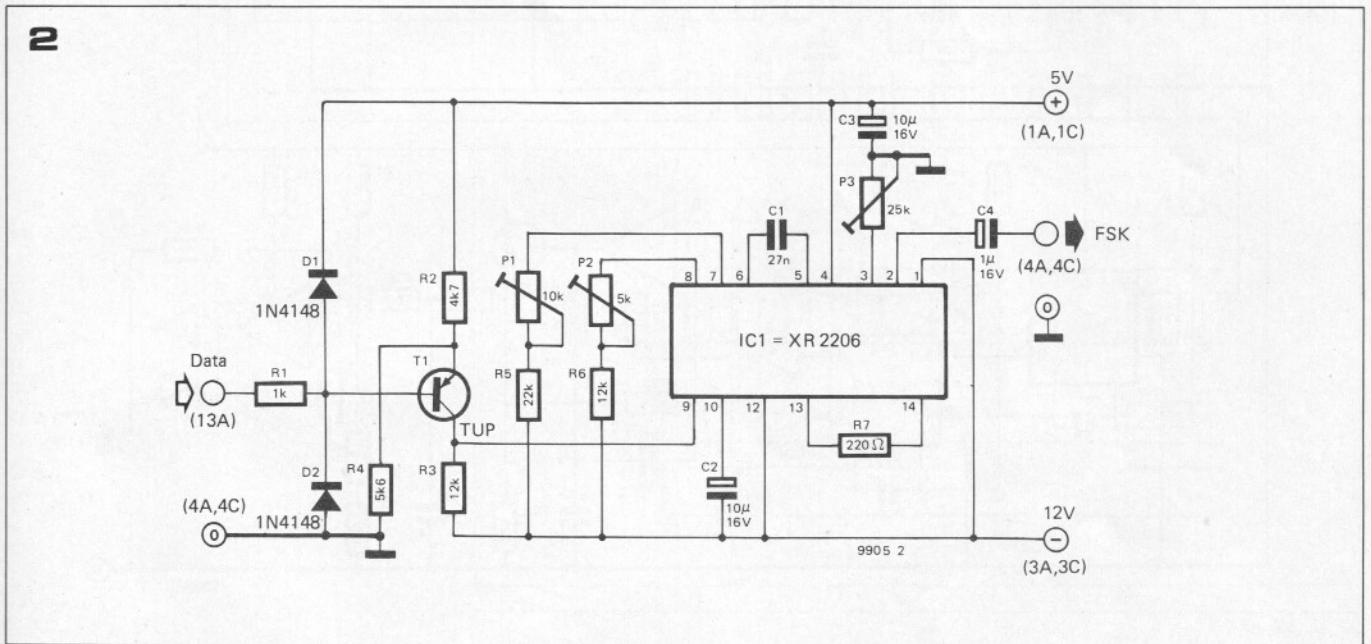 2
5V
+
(1A,1C)
C3
10µ
16V
P3
25k
C1
27n
C4
1µ
16V
FSK
(4A,4C)
0
D1
1N4148
R2
4k7
P1
10k
P2
5k
8 7 6 5 4 3 2 1
IC1 = XR 2206
Data
R1
1k
(13A)
T1
TUP
R5
22k
R6
12k
9 10 12 13 14
R7
220 Ω
D2
1N4148
R4
5k6
R3
12k
C2
10µ
16V
(4A,4C)
0
9905 2
12V
−
(3A,3C)